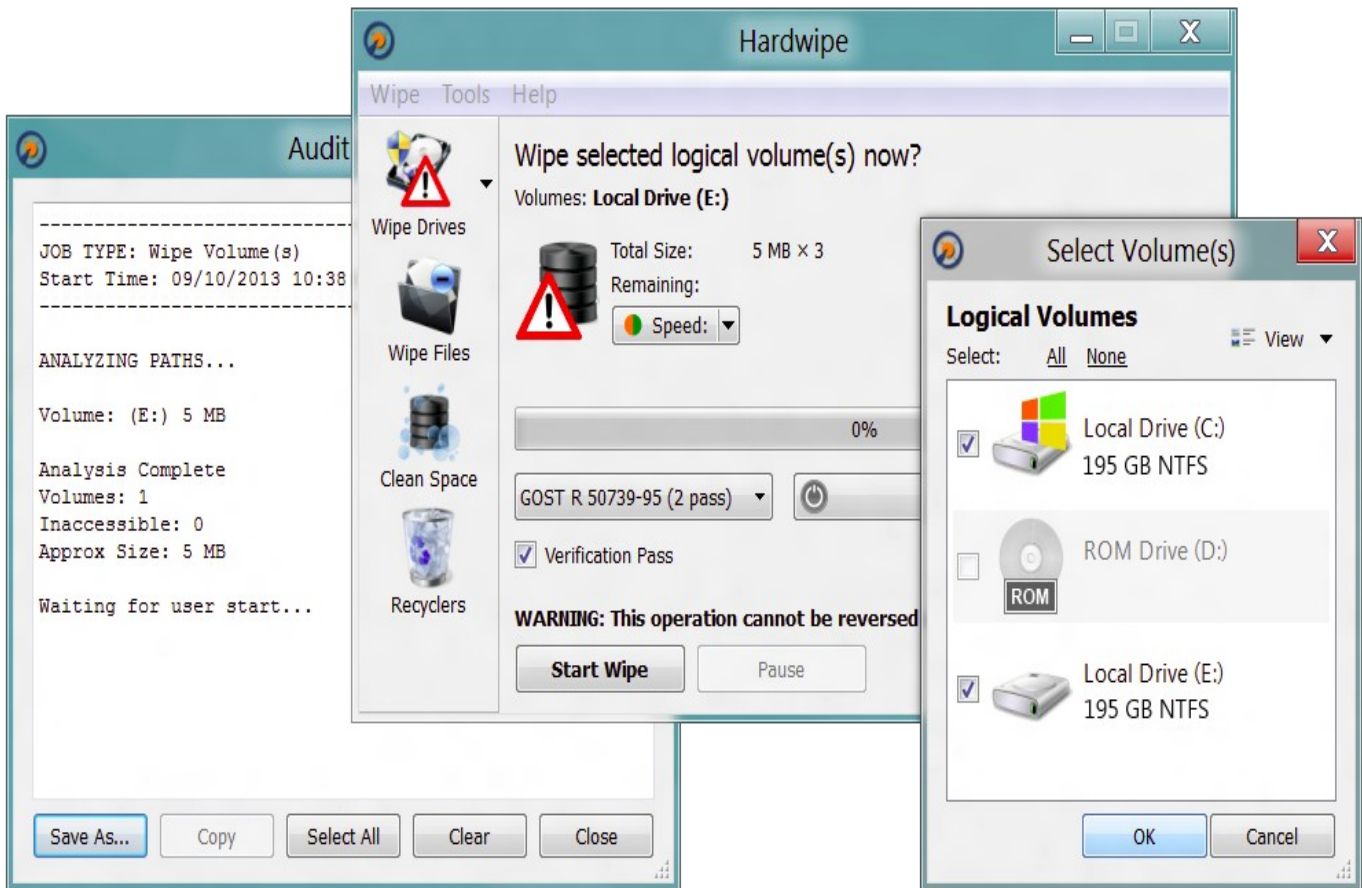 Audit
------------------------------------------
JOB TYPE: Wipe Volume(s)
Start Time: 09/10/2013 10:38
------------------------------------------
ANALYZING PATHS...
Volume: (E:) 5 MB
Analysis Complete
Volumes: 1
Inaccessible: 0
Approx Size: 5 MB
Waiting for user start...
Save As...
Copy
Select All
Clear
Close
Hardwipe
Wipe Tools Help
Wipe Drives
Wipe Files
Clean Space
Recyclers
Wipe selected logical volume(s) now?
Volumes: Local Drive (E:)
Total Size: 5 MB × 3
Remaining:
Speed:
0%
GOST R 50739-95 (2 pass)
Verification Pass
WARNING: This operation cannot be reversed
Start Wipe
Pause
Select Volume(s)
X
X
Logical Volumes
Select: All None
View
Local Drive (C:)
195 GB NTFS
ROM Drive (D:)
ROM
Local Drive (E:)
195 GB NTFS
OK
Cancel